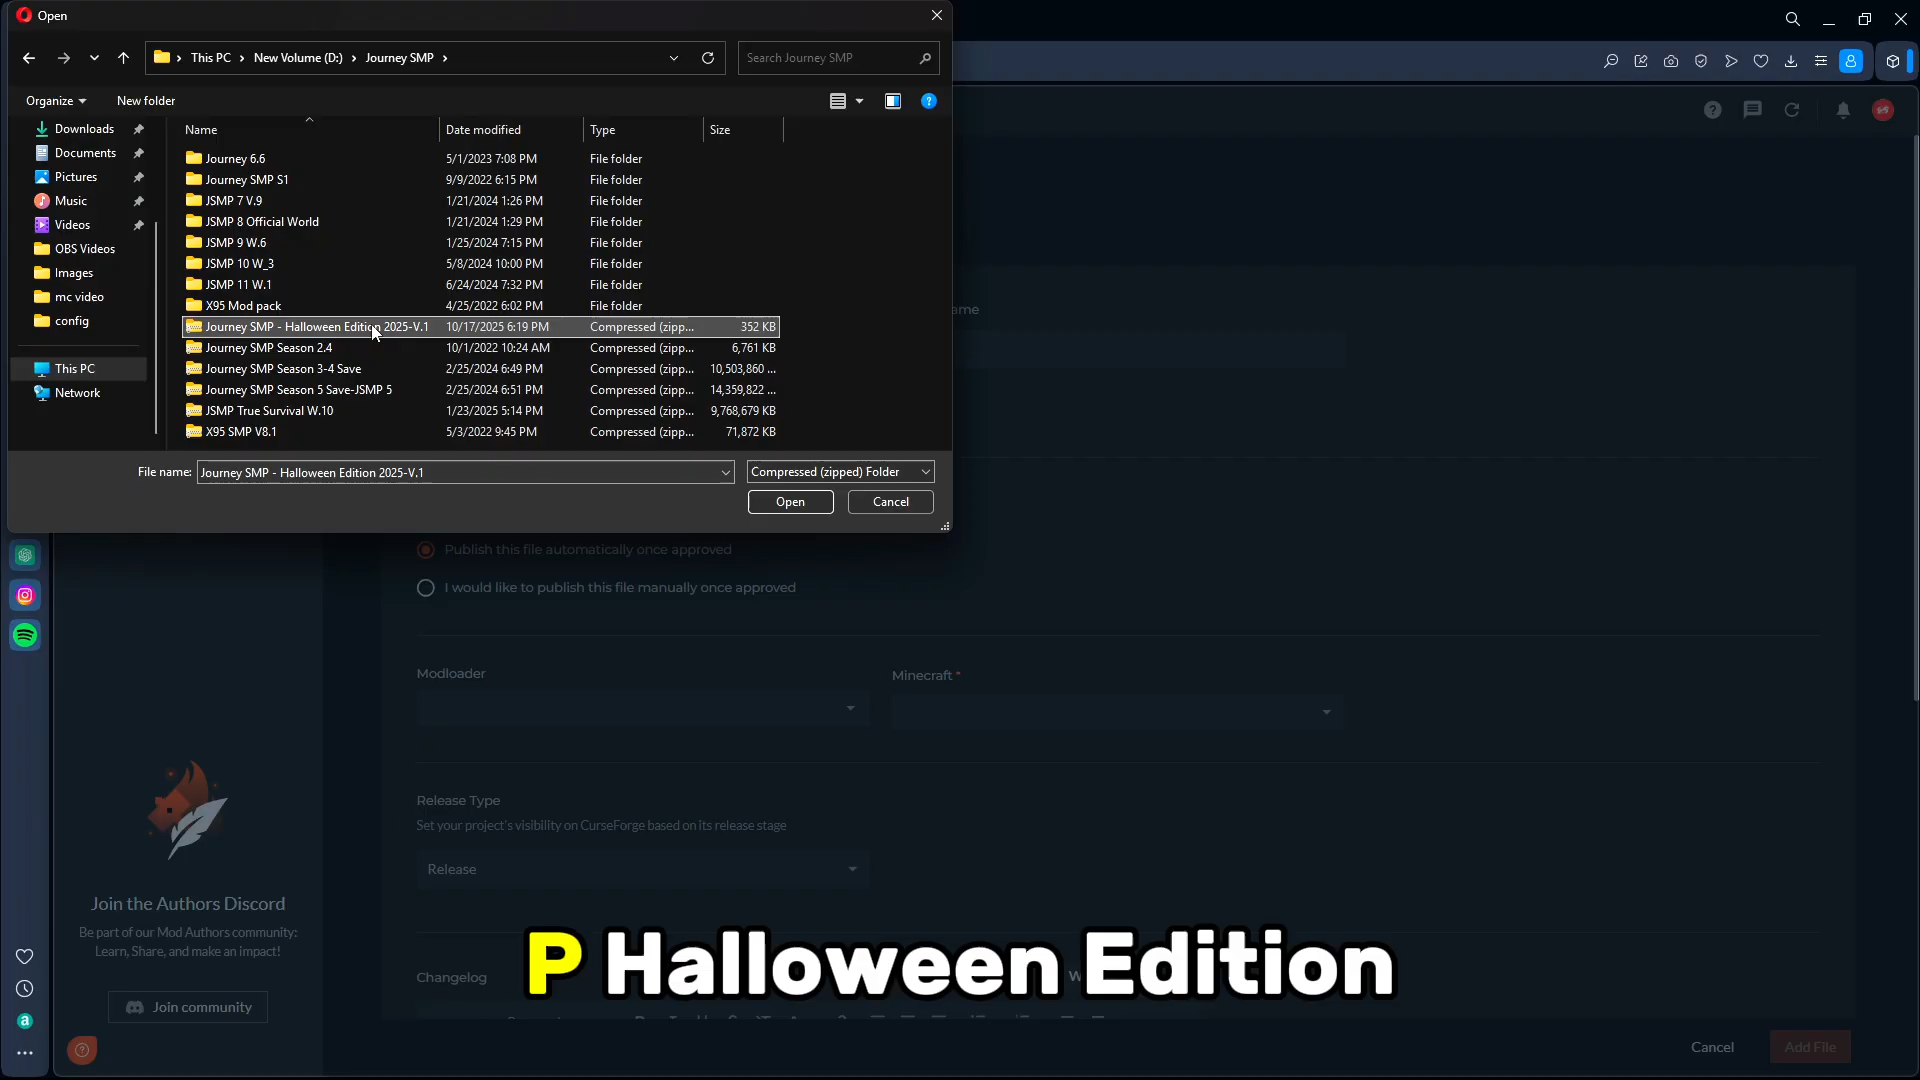 Open
This PC > New Volume (D:) > Journey SMP >
Search Journey SMP
Organize
New folder
Name
Date modified
Type
Size
Downloads
Documents
Pictures
Music
Videos
OBS Videos
Images
mc video
config
This PC
Network
Journey 6.6 5/1/2023 7:08 PM File folder
Journey SMP S1 9/9/2022 6:15 PM File folder
JSMP 7 V.9 1/21/2024 1:26 PM File folder
JSMP 8 Official World 1/21/2024 1:29 PM File folder
JSMP 9 W.6 1/25/2024 7:15 PM File folder
JSMP 10 W_3 5/8/2024 10:00 PM File folder
JSMP 11 W.1 6/24/2024 7:32 PM File folder
X95 Mod pack 4/25/2022 6:02 PM File folder
Journey SMP - Halloween Edition 2025-V.1 10/17/2025 6:19 PM Compressed (zipp... 352 KB
Journey SMP Season 2.4 10/1/2022 10:24 AM Compressed (zipp... 6,761 KB
Journey SMP Season 3-4 Save 2/25/2024 6:49 PM Compressed (zipp... 10,503,860 ...
Journey SMP Season 5 Save-JSMP 5 2/25/2024 6:51 PM Compressed (zipp... 14,359,822 ...
JSMP True Survival W.10 1/23/2025 5:14 PM Compressed (zipp... 9,768,679 KB
X95 SMP V8.1 5/3/2022 9:45 PM Compressed (zipp... 71,872 KB
File name: Journey SMP - Halloween Edition 2025-V.1
Compressed (zipped) Folder
Open
Cancel
ame
Publish this file automatically once approved
I would like to publish this file manually once approved
Modloader
Minecraft *
Release Type
Set your project's visibility on CurseForge based on its release stage
Release
Join the Authors Discord
Be part of our Mod Authors community:
Learn, Share, and make an impact!
Join community
Changelog
P Halloween Edition
Cancel
Add File